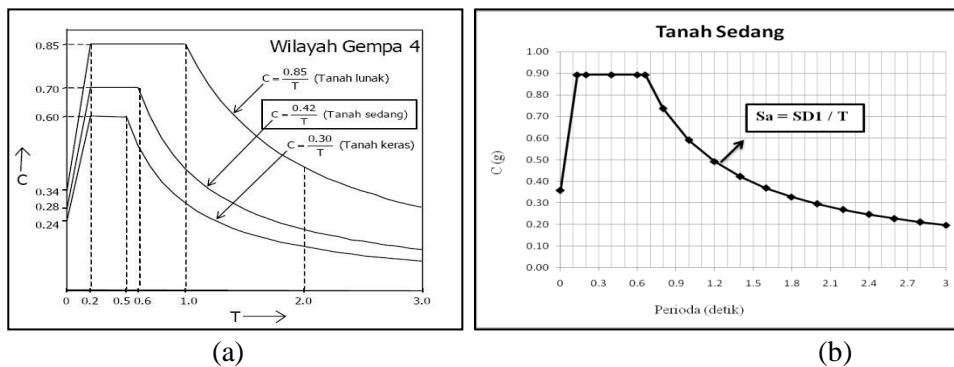 Wilayah Gempa 4
0.85
C = 0.85/T (Tanah lunak)
0.70
C = 0.42/T (Tanah sedang)
0.60
C = 0.30/T (Tanah keras)
C
0.34
0.28
0.24
0 0.2 0.5 0.6 1.0 2.0 3.0
T
(a)
Tanah Sedang
1.00
0.90
0.80
0.70
0.60
0.50
0.40
0.30
0.20
0.10
0.00
C (g)
Sa = SD1 / T
0 0.3 0.6 0.9 1.2 1.5 1.8 2.1 2.4 2.7 3
Perioda (detik)
(b)